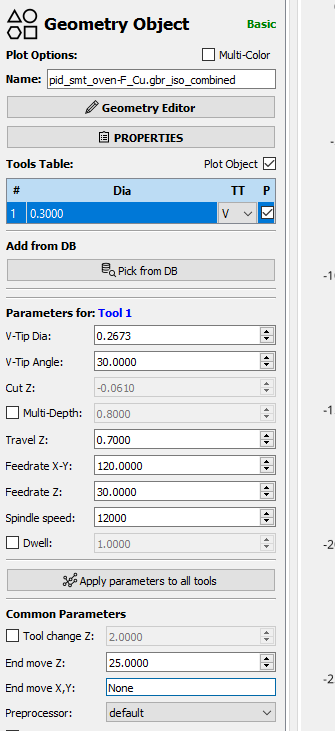 Geometry Object Basic
Plot Options: Multi-Color
Name: pid_smt_oven-F_Cu.gbr_iso_combined
Geometry Editor
PROPERTIES
Tools Table: Plot Object
# Dia TT P
1 0.3000 V
Add from DB
Pick from DB
Parameters for: Tool 1
V-Tip Dia: 0.2673
V-Tip Angle: 30.0000
Cut Z: -0.0610
Multi-Depth: 0.8000
Travel Z: 0.7000
Feedrate X-Y: 120.0000
Feedrate Z: 30.0000
Spindle speed: 12000
Dwell: 1.0000
Apply parameters to all tools
Common Parameters
Tool change Z: 2.0000
End move Z: 25.0000
End move X,Y: None
Preprocessor: default